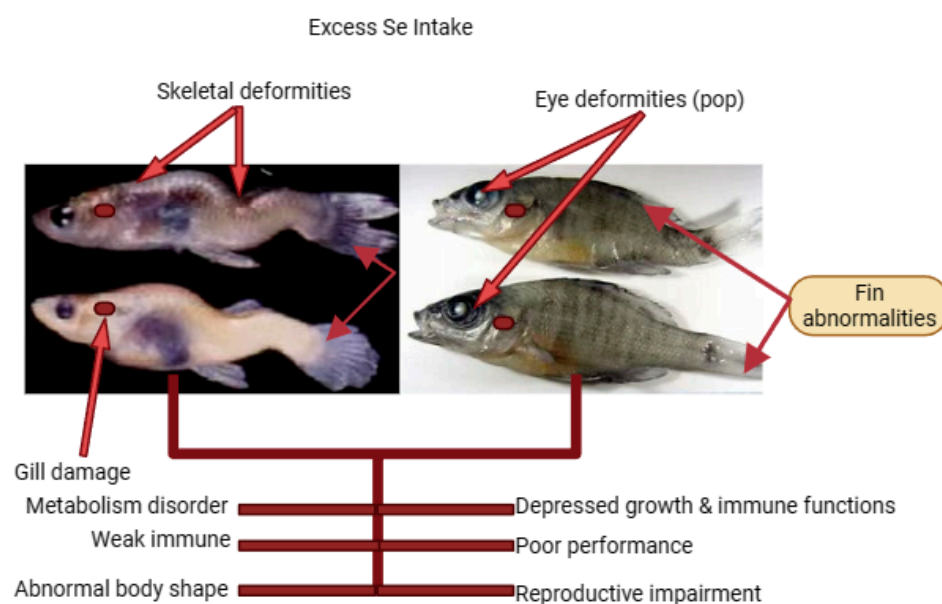 Excess Se Intake
Skeletal deformities
Eye deformities (pop)
Fin
abnormalities
Gill damage
Metabolism disorder
Depressed growth & immune functions
Weak immune
Poor performance
Abnormal body shape
Reproductive impairment